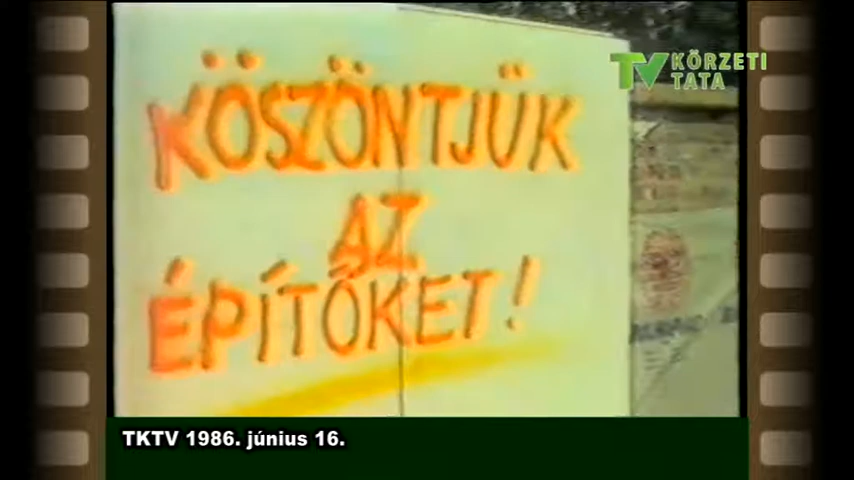 KÖSZÖNTJÜK
AZ
ÉPÍTŐKET!
TV KÖRZETI
TATA
TKTV 1986. június 16.